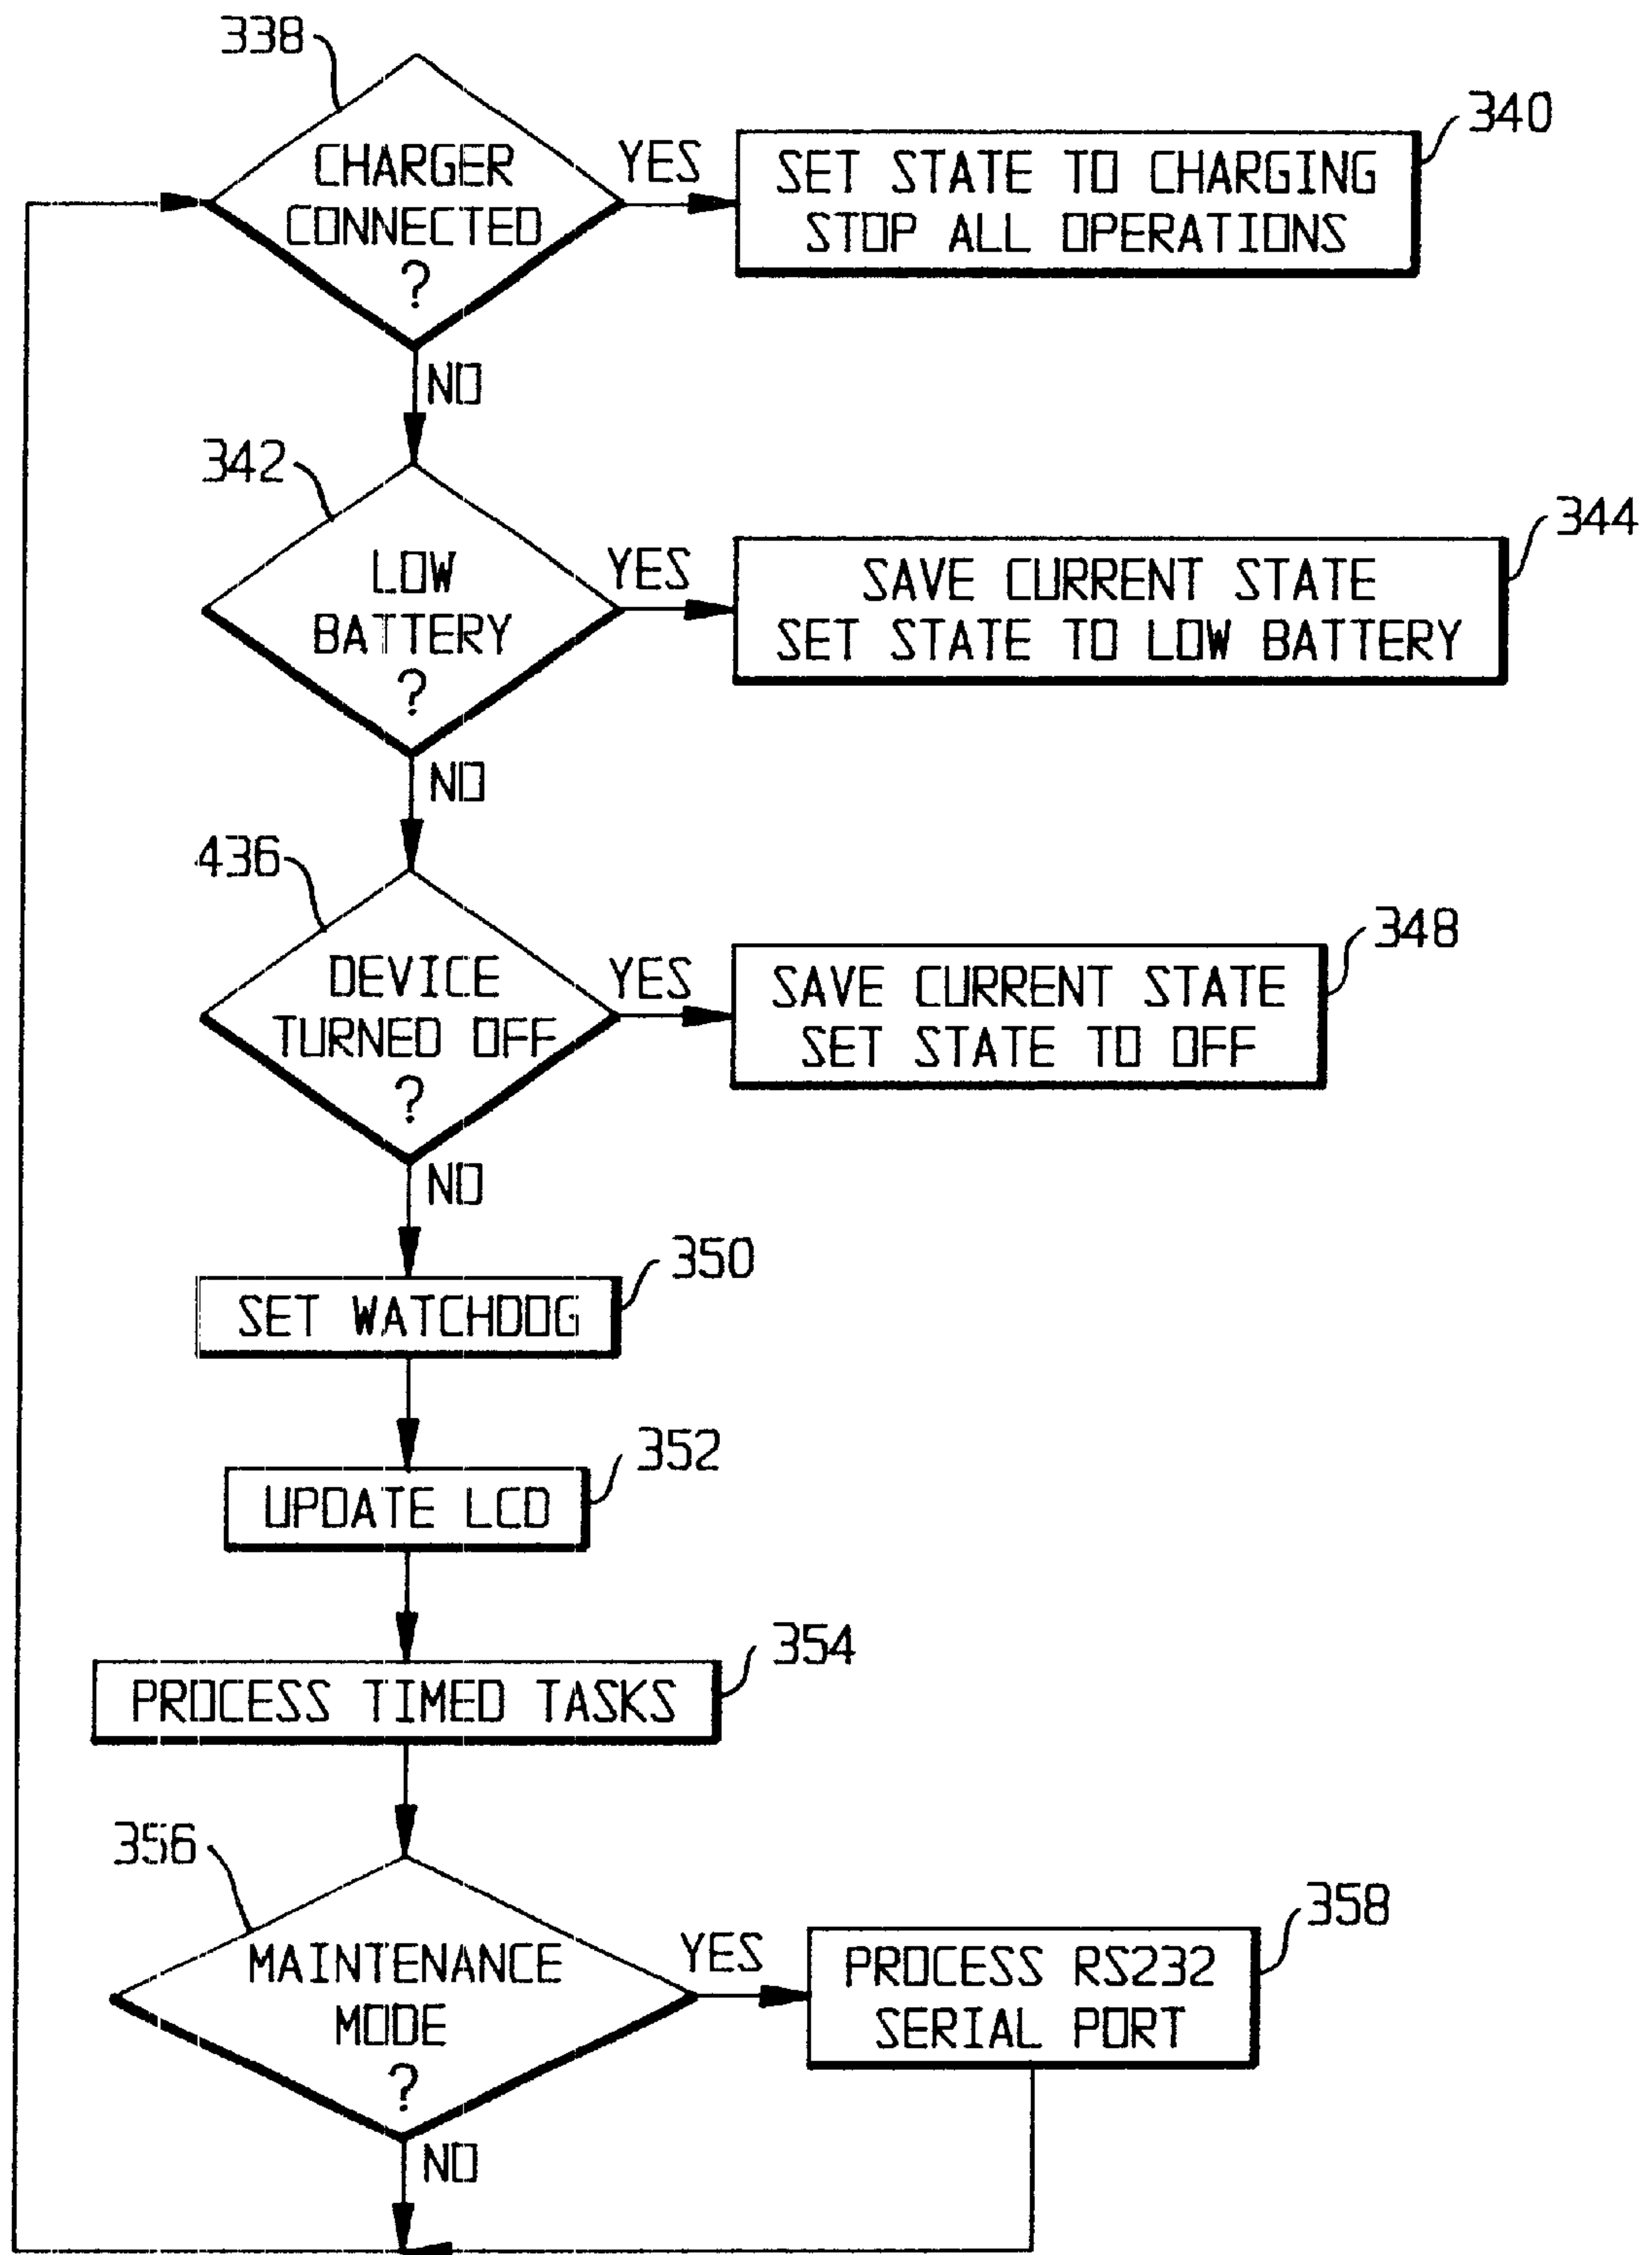 338
CHARGER
CONNECTED
?
YES
340
SET STATE TO CHARGING
STOP ALL OPERATIONS
NO
342
LOW
BATTERY
?
YES
344
SAVE CURRENT STATE
SET STATE TO LOW BATTERY
NO
436
DEVICE
TURNED OFF
?
YES
348
SAVE CURRENT STATE
SET STATE TO OFF
NO
350
SET WATCHDOG
352
UPDATE LCD
354
PROCESS TIMED TASKS
356
MAINTENANCE
MODE
?
YES
358
PROCESS RS232
SERIAL PORT
NO